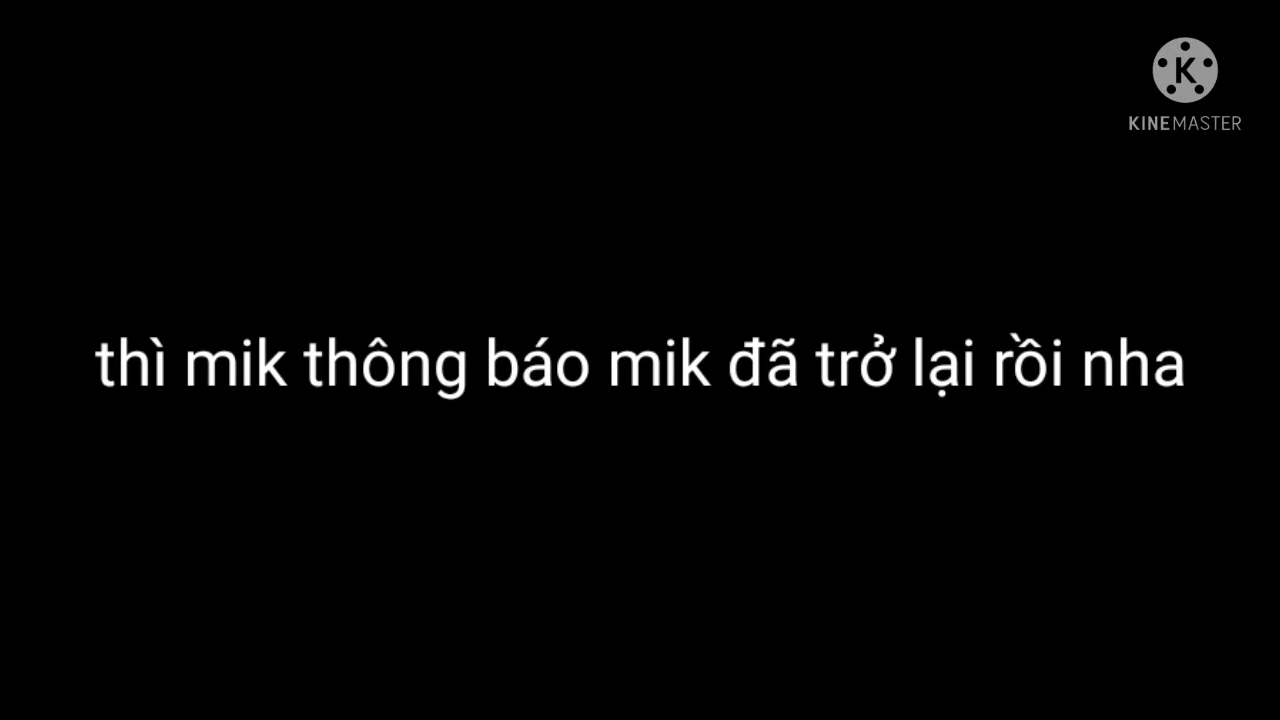 K
KINEMASTER
thì mik thông báo mik đã trở lại rồi nha